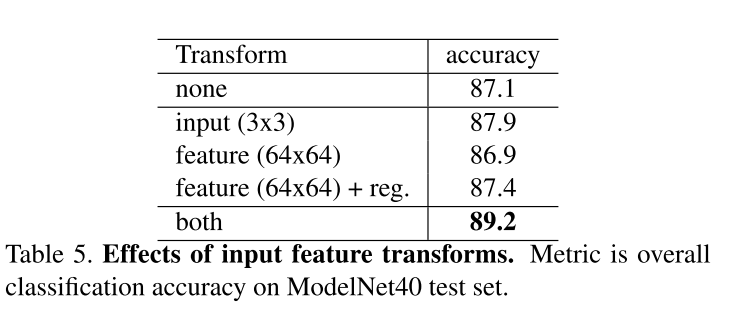 Transform accuracy
none 87.1
input (3x3) 87.9
feature (64x64) 86.9
feature (64x64) + reg. 87.4
both 89.2
Table 5. Effects of input feature transforms. Metric is overall
classification accuracy on ModelNet40 test set.